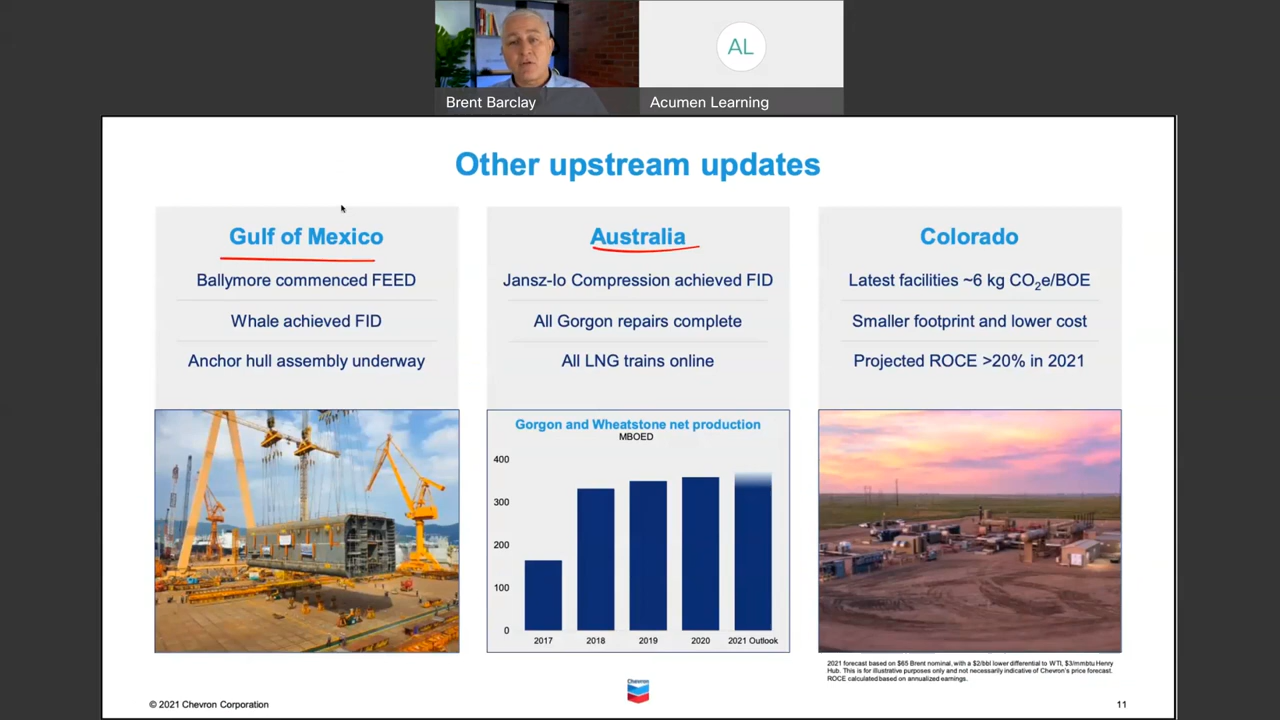 Brent Barclay
AL
Acumen Learning
Other upstream updates
Gulf of Mexico
Ballymore commenced FEED
Whale achieved FID
Anchor hull assembly underway
Australia
Jansz-Io Compression achieved FID
All Gorgon repairs complete
All LNG trains online
Gorgon and Wheatstone net production
MBOED
400
300
200
100
0
2017 2018 2019 2020 2021 Outlook
Colorado
Latest facilities ~6 kg CO₂e/BOE
Smaller footprint and lower cost
Projected ROCE >20% in 2021
2021 forecast based on $65 Brent nominal, with a $2/bbl lower differential to WTI, $3/mmbtu Henry
Hub. This is for illustrative purposes only and not necessarily indicative of Chevron's price forecast.
ROCE calculated based on annualized earnings.
© 2021 Chevron Corporation
Chevron
11